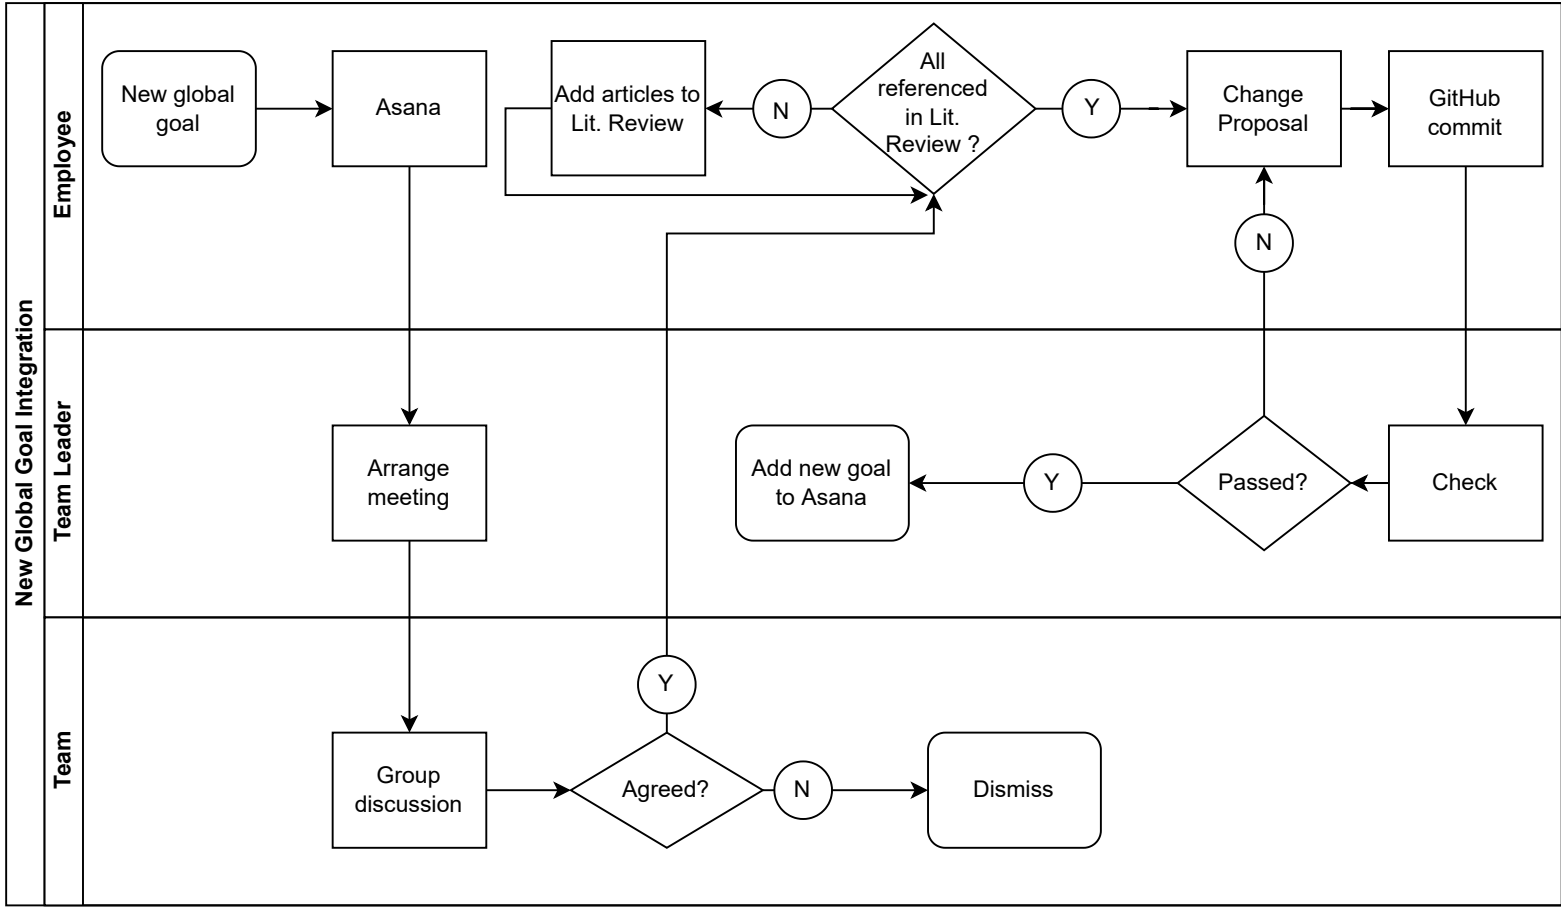 New Global Goal Integration
Employee
New global
goal
Asana
Add articles to
Lit. Review
N
All
referenced
in Lit.
Review ?
Y
Change
Proposal
GitHub
commit
N
Team Leader
Arrange
meeting
Add new goal
to Asana
Y
Passed?
Check
Team
Y
Group
discussion
Agreed?
N
Dismiss